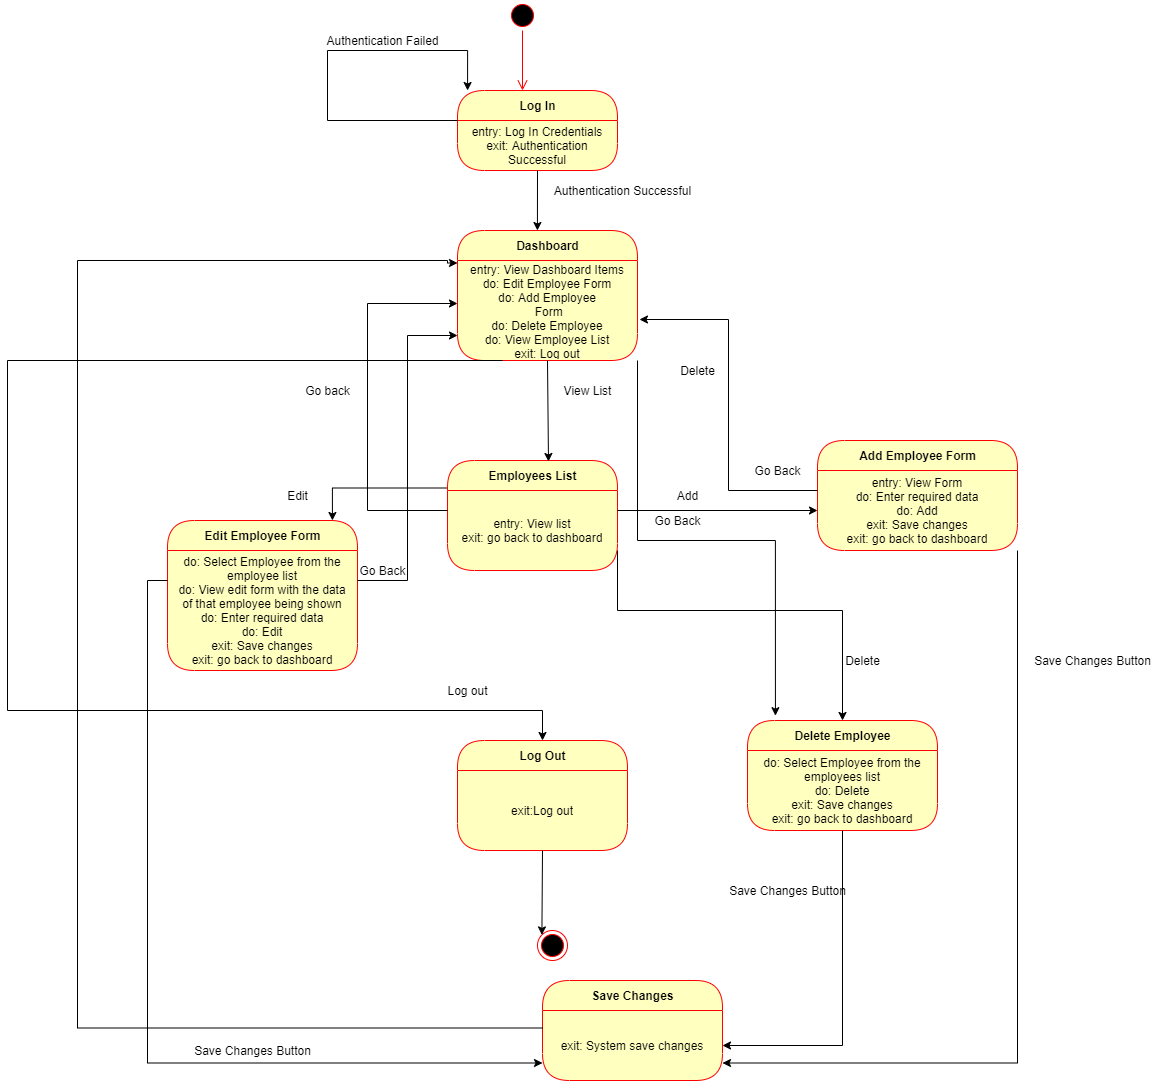 Authentication Failed
Log In
entry: Log In Credentials
exit: Authentication
Successful
Authentication Successful
Dashboard
entry: View Dashboard Items
do: Edit Employee Form
do: Add Employee
Form
do: Delete Employee
do: View Employee List
exit: Log out
Go back
View List
Delete
Employees List
entry: View list
exit: go back to dashboard
Add Employee Form
entry: View Form
do: Enter required data
do: Add
exit: Save changes
exit: go back to dashboard
Go Back
Add
Go Back
Edit
Edit Employee Form
do: Select Employee from the
employee list
do: View edit form with the data
of that employee being shown
do: Enter required data
do: Edit
exit: Save changes
exit: go back to dashboard
Go Back
Delete
Save Changes Button
Log out
Log Out
exit:Log out
Delete Employee
do: Select Employee from the
employees list
do: Delete
exit: Save changes
exit: go back to dashboard
Save Changes Button
Save Changes
exit: System save changes
Save Changes Button